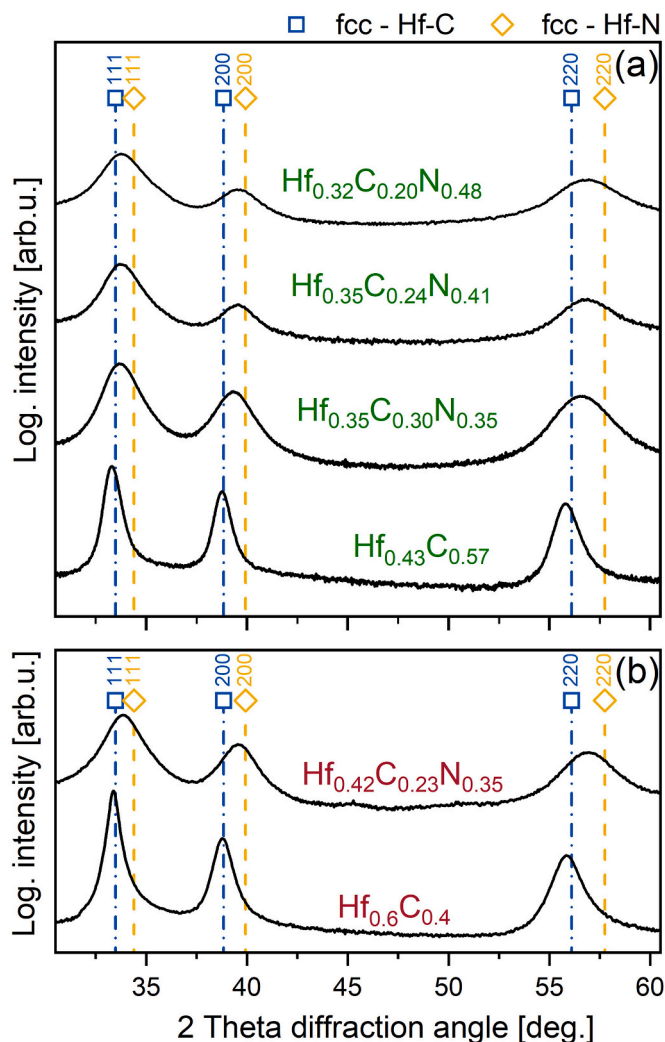 fcc - Hf-C fcc - Hf-N
111 111 200 200 220 220 (a)
Hf0.32C0.20N0.48
Hf0.35C0.24N0.41
Hf0.35C0.30N0.35
Hf0.43C0.57
Log. intensity [arb.u.]
111 111 200 200 220 220 (b)
Hf0.42C0.23N0.35
Hf0.6C0.4
Log. intensity [arb.u.]
35 40 45 50 55 60
2 Theta diffraction angle [deg.]